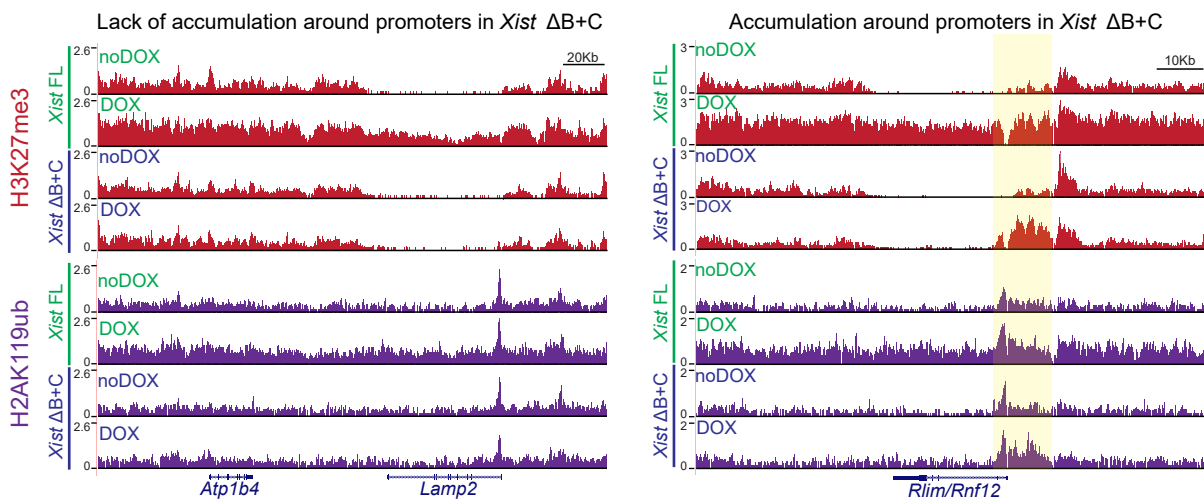 Lack of accumulation around promoters in Xist ΔB+C
Accumulation around promoters in Xist ΔB+C
H3K27me3
H2AK119ub
Xist FL
Xist ΔB+C
Xist FL
Xist ΔB+C
2.6
0
noDOX
20Kb
2.6
0
DOX
2.6
0
noDOX
2.6
0
DOX
2.6
0
noDOX
2.6
0
DOX
2.6
0
noDOX
2.6
0
DOX
Atp1b4
Lamp2
Xist FL
Xist ΔB+C
Xist FL
Xist ΔB+C
3
0
noDOX
10Kb
3
0
DOX
3
0
noDOX
3
0
DOX
2
0
noDOX
2
0
DOX
2
0
noDOX
2
0
DOX
Rlim/Rnf12